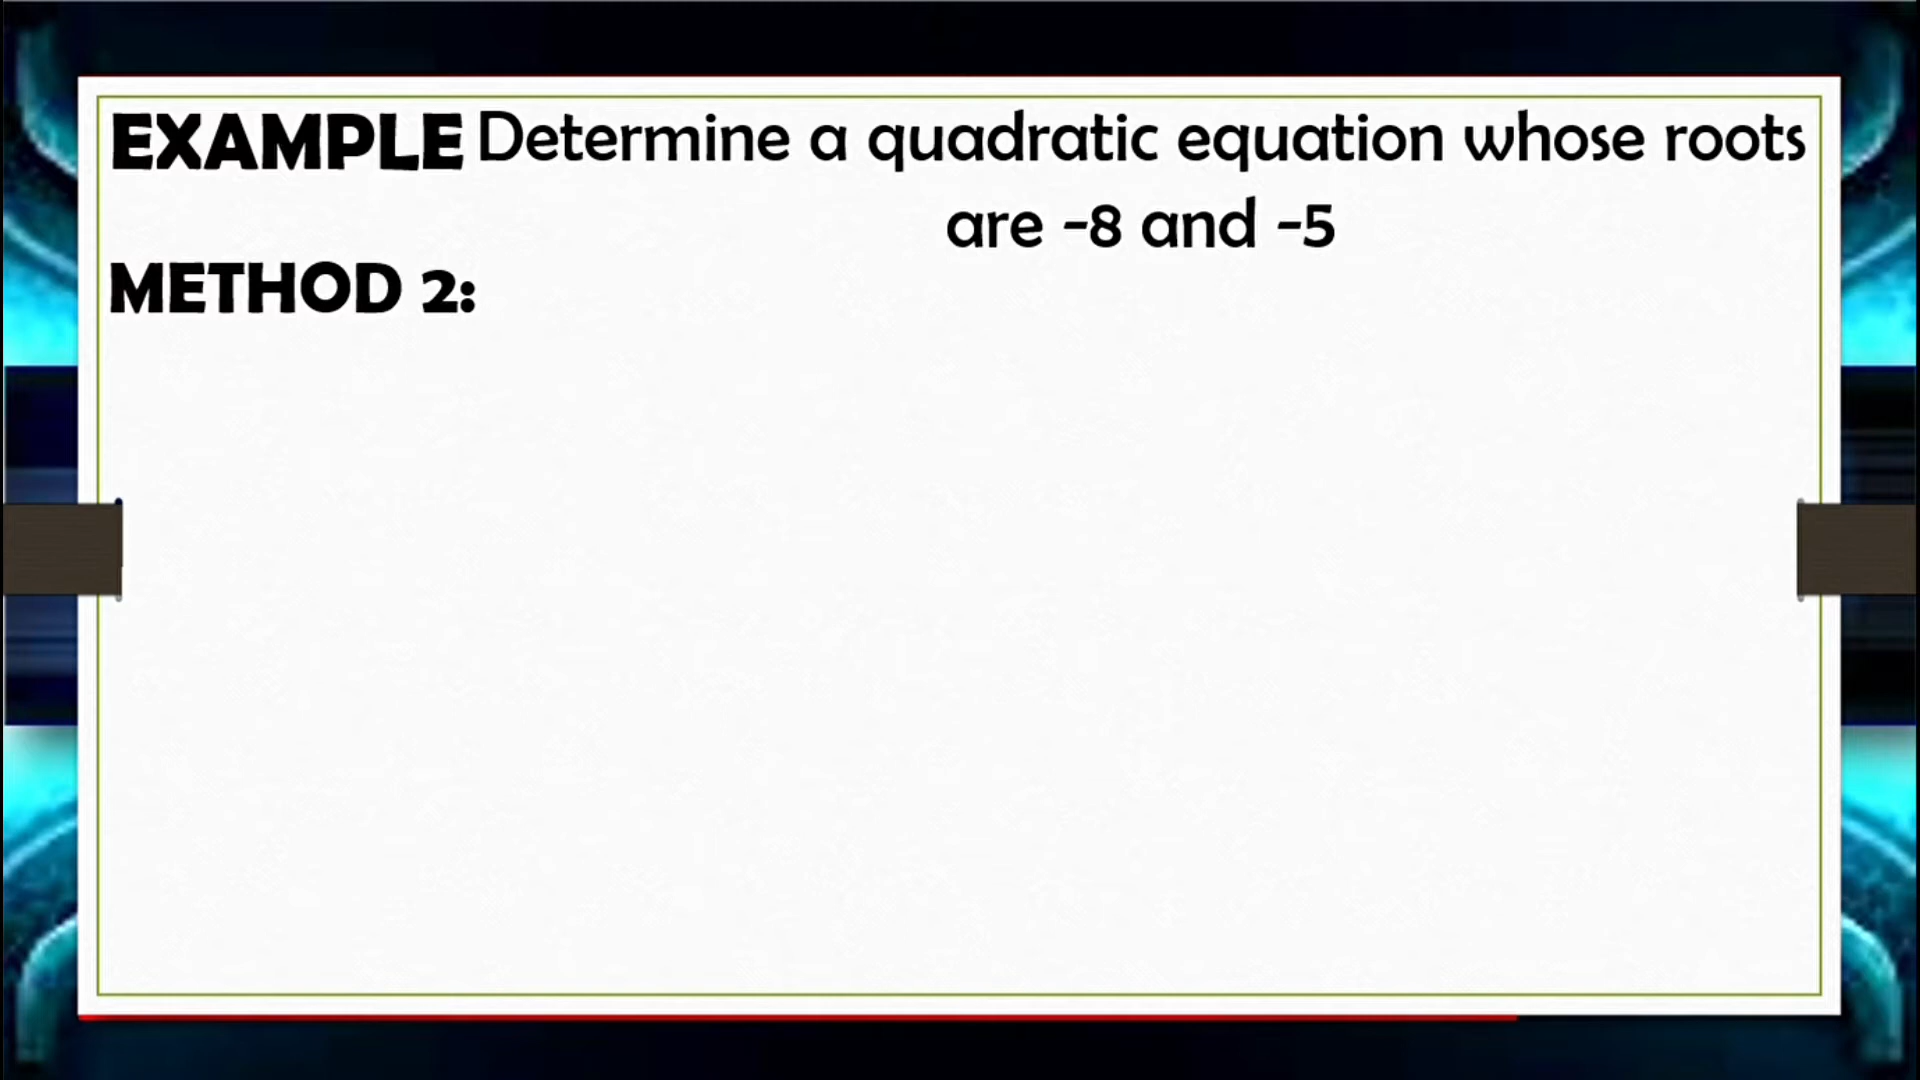 EXAMPLE Determine a quadratic equation whose roots
are -8 and -5
METHOD 2: